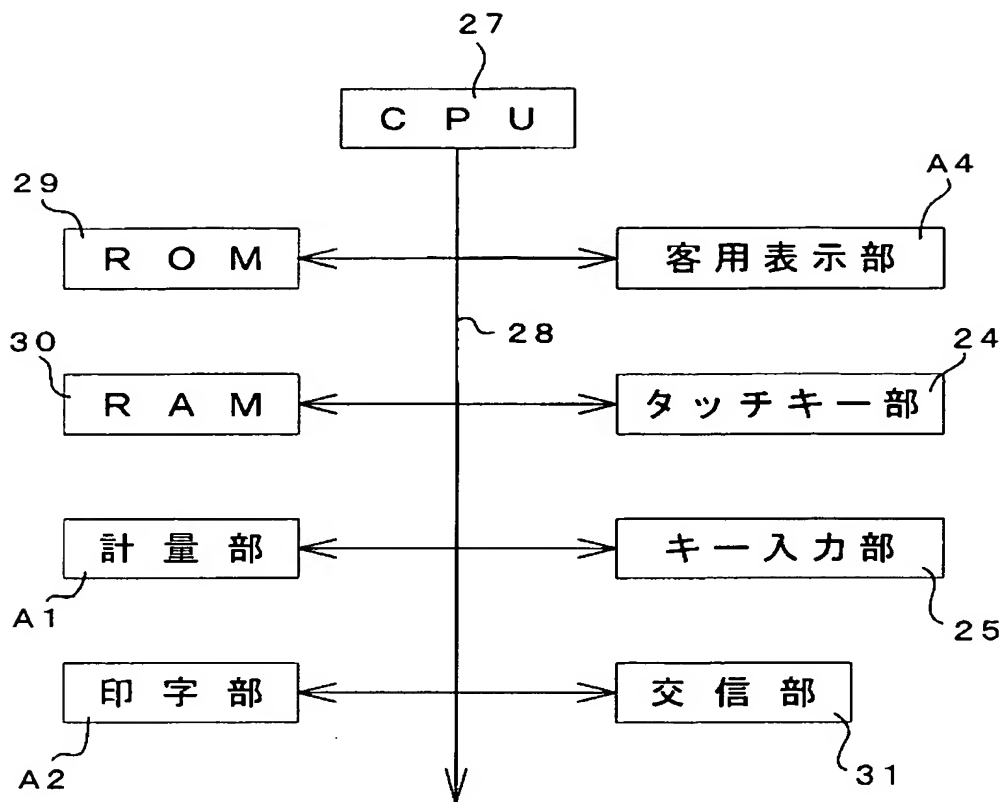 27
CPU
29
A4
ROM
客用表示部
30
28
24
RAM
タッチキー部
計量部
キー入力部
A1
25
印字部
交信部
A2
31